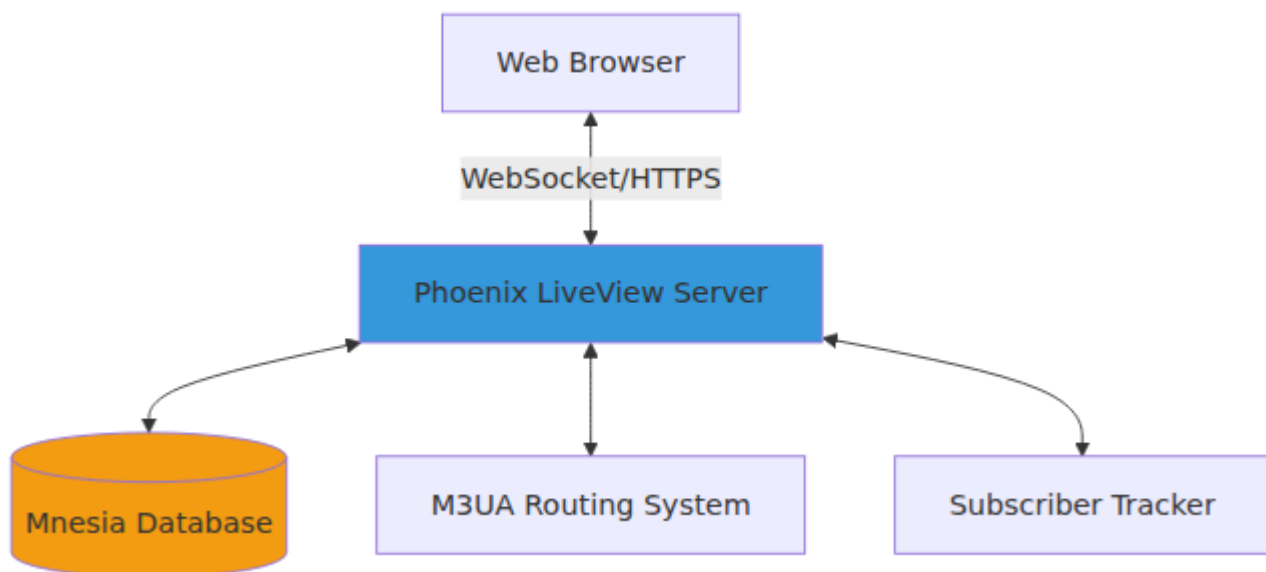 Web Browser
WebSocket/HTTPS
Phoenix LiveView Server
Mnesia Database
M3UA Routing System
Subscriber Tracker